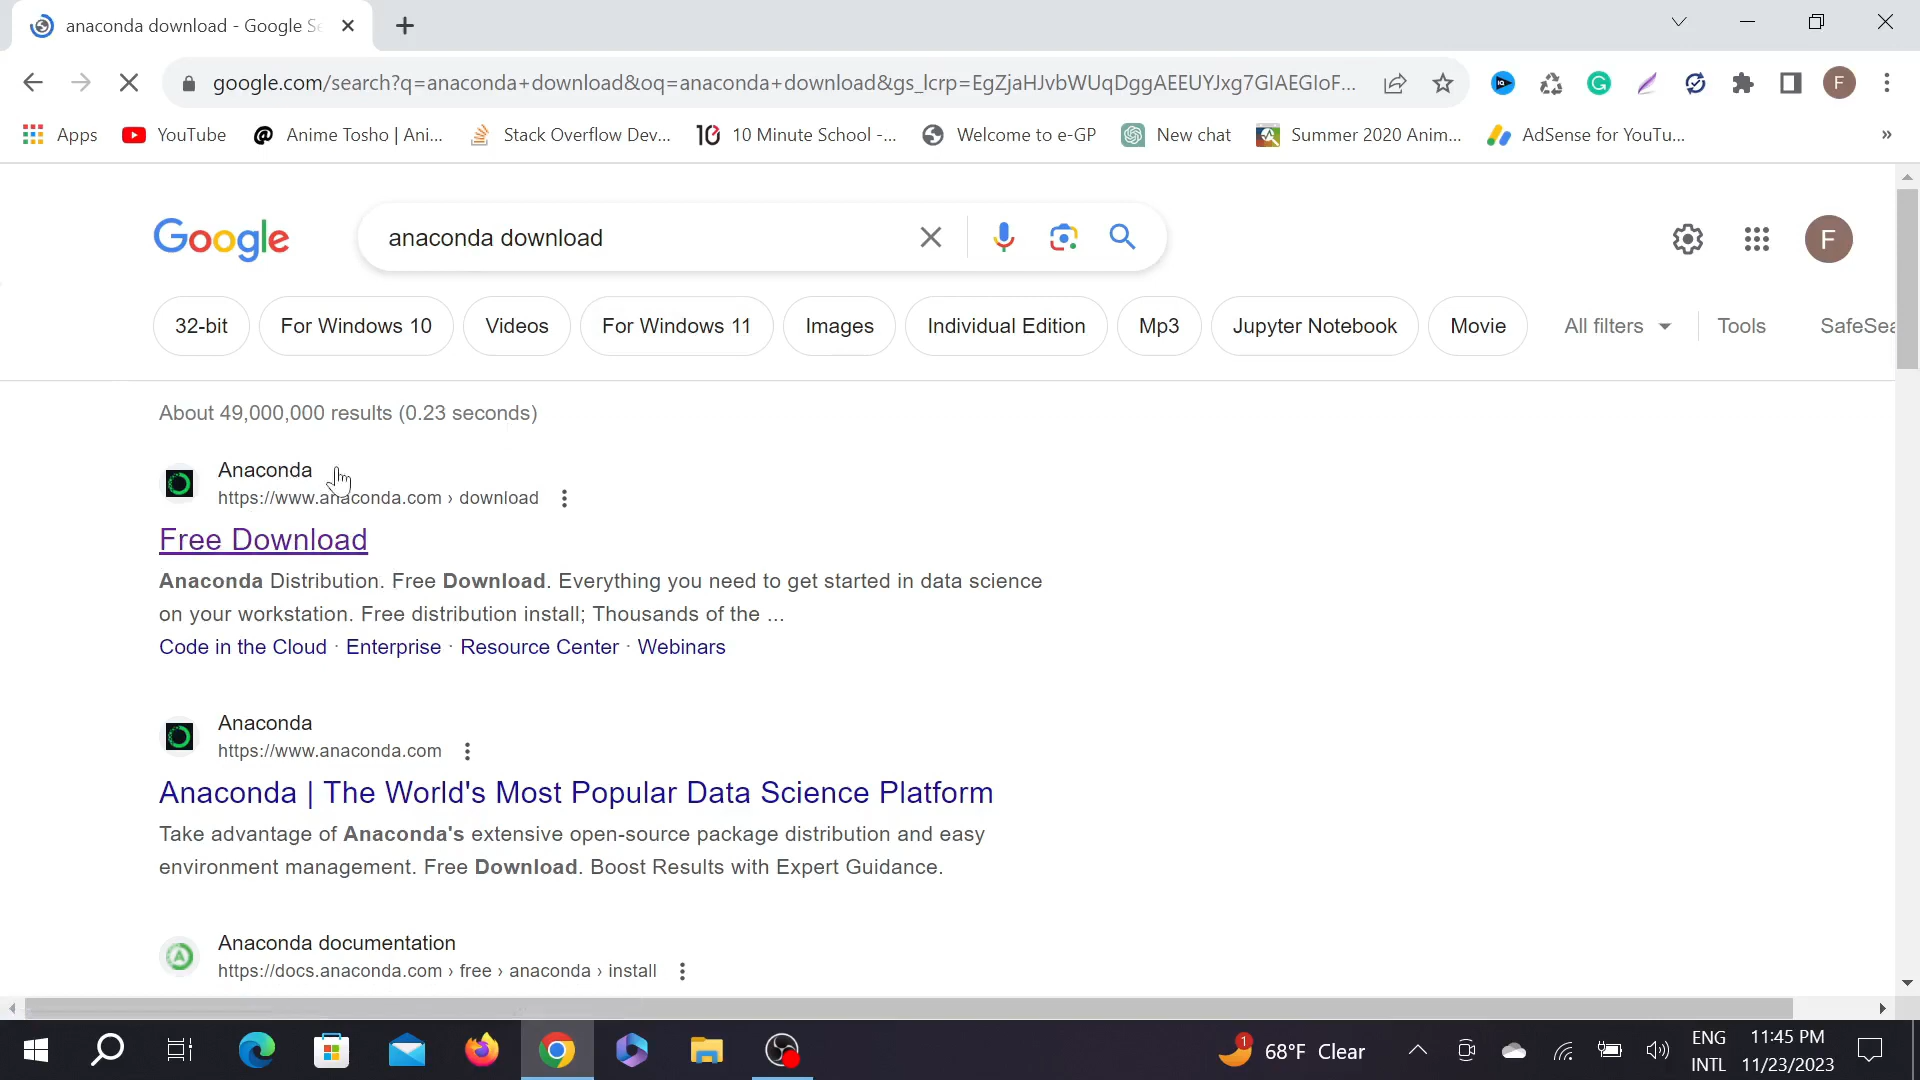 anaconda download - Google Se
google.com/search?q=anaconda+download&oq=anaconda+download&gs_lcrp=EgZjaHJvbWUqDggAEEUYJxg7GIAEGIoF...
Apps YouTube Anime Tosho | Ani... Stack Overflow Dev... 10 Minute School -... Welcome to e-GP New chat Summer 2020 Anim... AdSense for YouTu... »
Google anaconda download F
32-bit For Windows 10 Videos For Windows 11 Images Individual Edition Mp3 Jupyter Notebook Movie All filters Tools SafeSea
About 49,000,000 results (0.23 seconds)
Anaconda
https://www.anaconda.com › download
Free Download
Anaconda Distribution. Free Download. Everything you need to get started in data science
on your workstation. Free distribution install; Thousands of the ...
Code in the Cloud · Enterprise · Resource Center · Webinars
Anaconda
https://www.anaconda.com
Anaconda | The World's Most Popular Data Science Platform
Take advantage of Anaconda's extensive open-source package distribution and easy
environment management. Free Download. Boost Results with Expert Guidance.
Anaconda documentation
https://docs.anaconda.com › free › anaconda › install
1 68°F Clear ENG 11:45 PM
INTL 11/23/2023